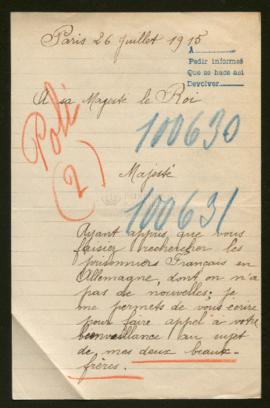 Paris 26 juillet 1915
A
Pedir informes
Que se hace así
Devolver
A sa Majesté le Roi
Poli
(2)
100630
Majesté
100631
Ayant appris que vous
faisiez rechercher les
prisonniers Français en
Allemagne, dont on n'a
pas de nouvelles; je
me permets de vous écrire
pour faire appel à votre
bienveillance au sujet
de mes deux beaux-
frères.